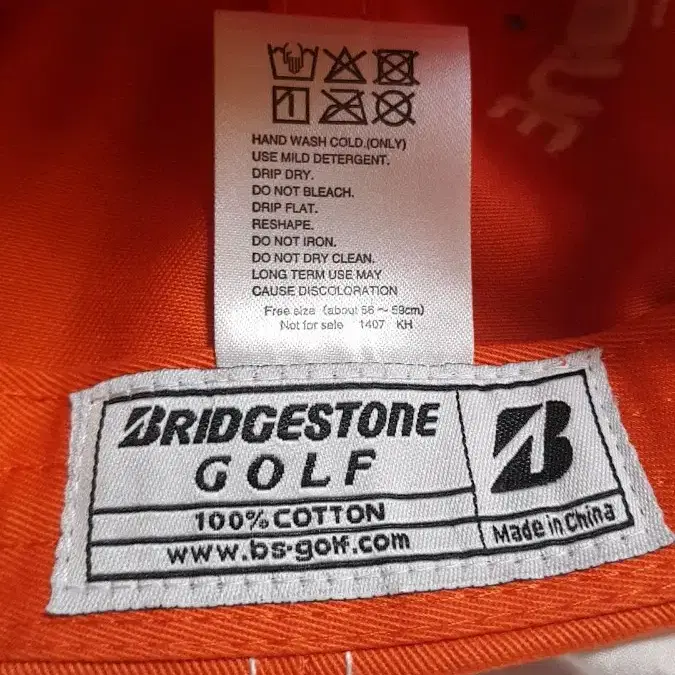 HAND WASH COLD.(ONLY)
USE MILD DETERGENT.
DRIP DRY.
DO NOT BLEACH.
DRIP FLAT.
RESHAPE.
DO NOT IRON.
DO NOT DRY CLEAN.
LONG TERM USE MAY
CAUSE DISCOLORATION
Free size (about 56 ~ 59cm)
Not for sale 1407 KH
BRIDGESTONE
GOLF
100% COTTON
www.bs-golf.com
B
Made in China